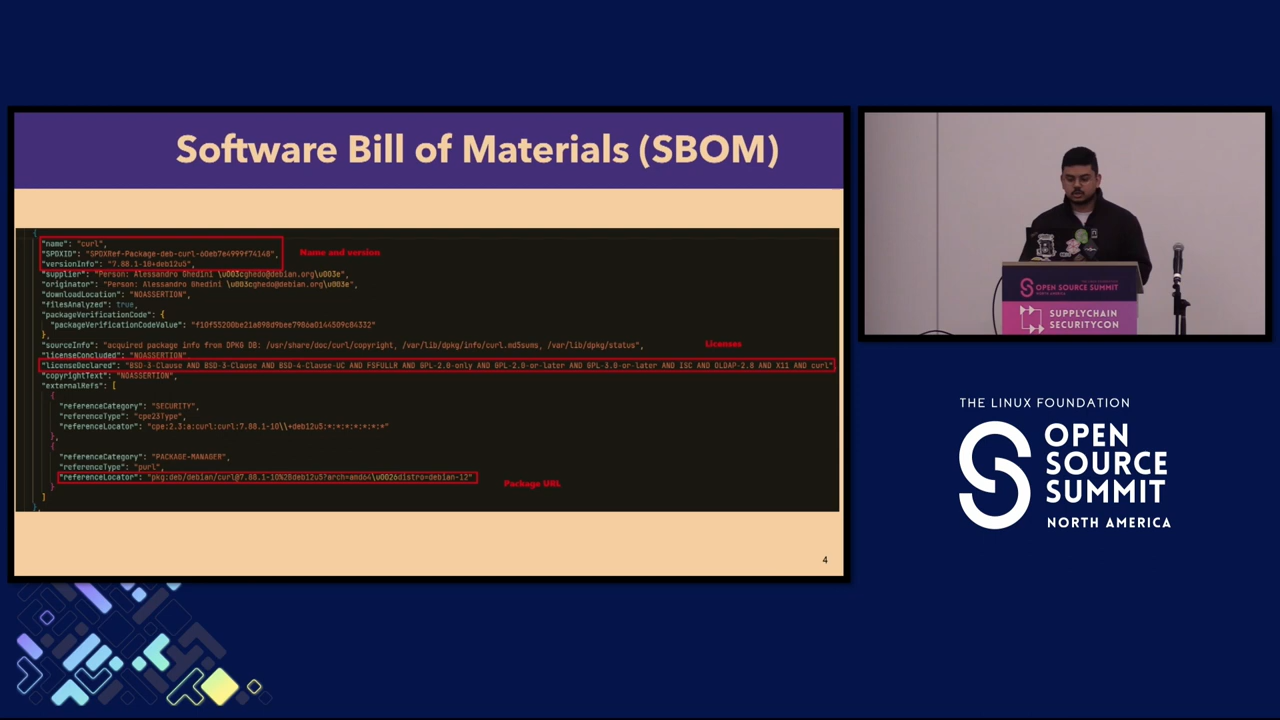 Software Bill of Materials (SBOM)
{
"name": "curl",
"SPDXID": "SPDXRef-Package-deb-curl-60eb7e4999f74148",
"versionInfo": "7.88.1-10+deb12u5",
Name and version
"supplier": "Person: Alessandro Ghedini \u003cghedo@debian.org\u003e",
"originator": "Person: Alessandro Ghedini \u003cghedo@debian.org\u003e",
"downloadLocation": "NOASSERTION",
"filesAnalyzed": true,
"packageVerificationCode": {
"packageVerificationCodeValue": "f10f55200be21a098d9bee7986a0144509c04332"
},
"sourceInfo": "acquired package info from DPKG DB: /usr/share/doc/curl/copyright, /var/lib/dpkg/info/curl.md5sums, /var/lib/dpkg/status",
Licenses
"licenseConcluded": "NOASSERTION",
"licenseDeclared": "BSD-3-Clause AND BSD-3-Clause AND BSD-4-Clause-UC AND FSFULLR AND GPL-2.0-only AND GPL-2.0-or-later AND GPL-3.0-or-later AND ISC AND OLDAP-2.8 AND X11 AND curl",
"copyrightText": "NOASSERTION",
"externalRefs": [
{
"referenceCategory": "SECURITY",
"referenceType": "cpe23Type",
"referenceLocator": "cpe:2.3:a:curl:curl:7.88.1-10\\+deb12u5:*:*:*:*:*:*:*"
},
{
"referenceCategory": "PACKAGE-MANAGER",
"referenceType": "purl",
"referenceLocator": "pkg:deb/debian/curl@7.88.1-10%2Bdeb12u5?arch=amd64\u0026distro=debian-12"
Package URL
}
]
},
4
OPEN SOURCE SUMMIT
NORTH AMERICA
SUPPLYCHAIN
SECURITYCON
THE LINUX FOUNDATION
OPEN
SOURCE
SUMMIT
NORTH AMERICA